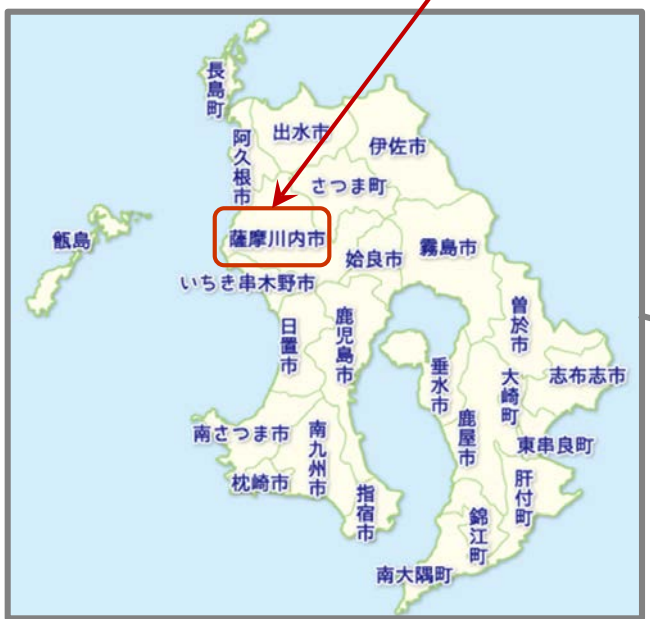 長島町
出水市
伊佐市
阿久根市
さつま町
甑島
薩摩川内市
姶良市
霧島市
いちき串木野市
日置市
鹿児島市
曽於市
垂水市
大崎町
志布志市
鹿屋市
南さつま市
南九州市
東串良町
枕崎市
指宿市
肝付町
錦江町
南大隅町